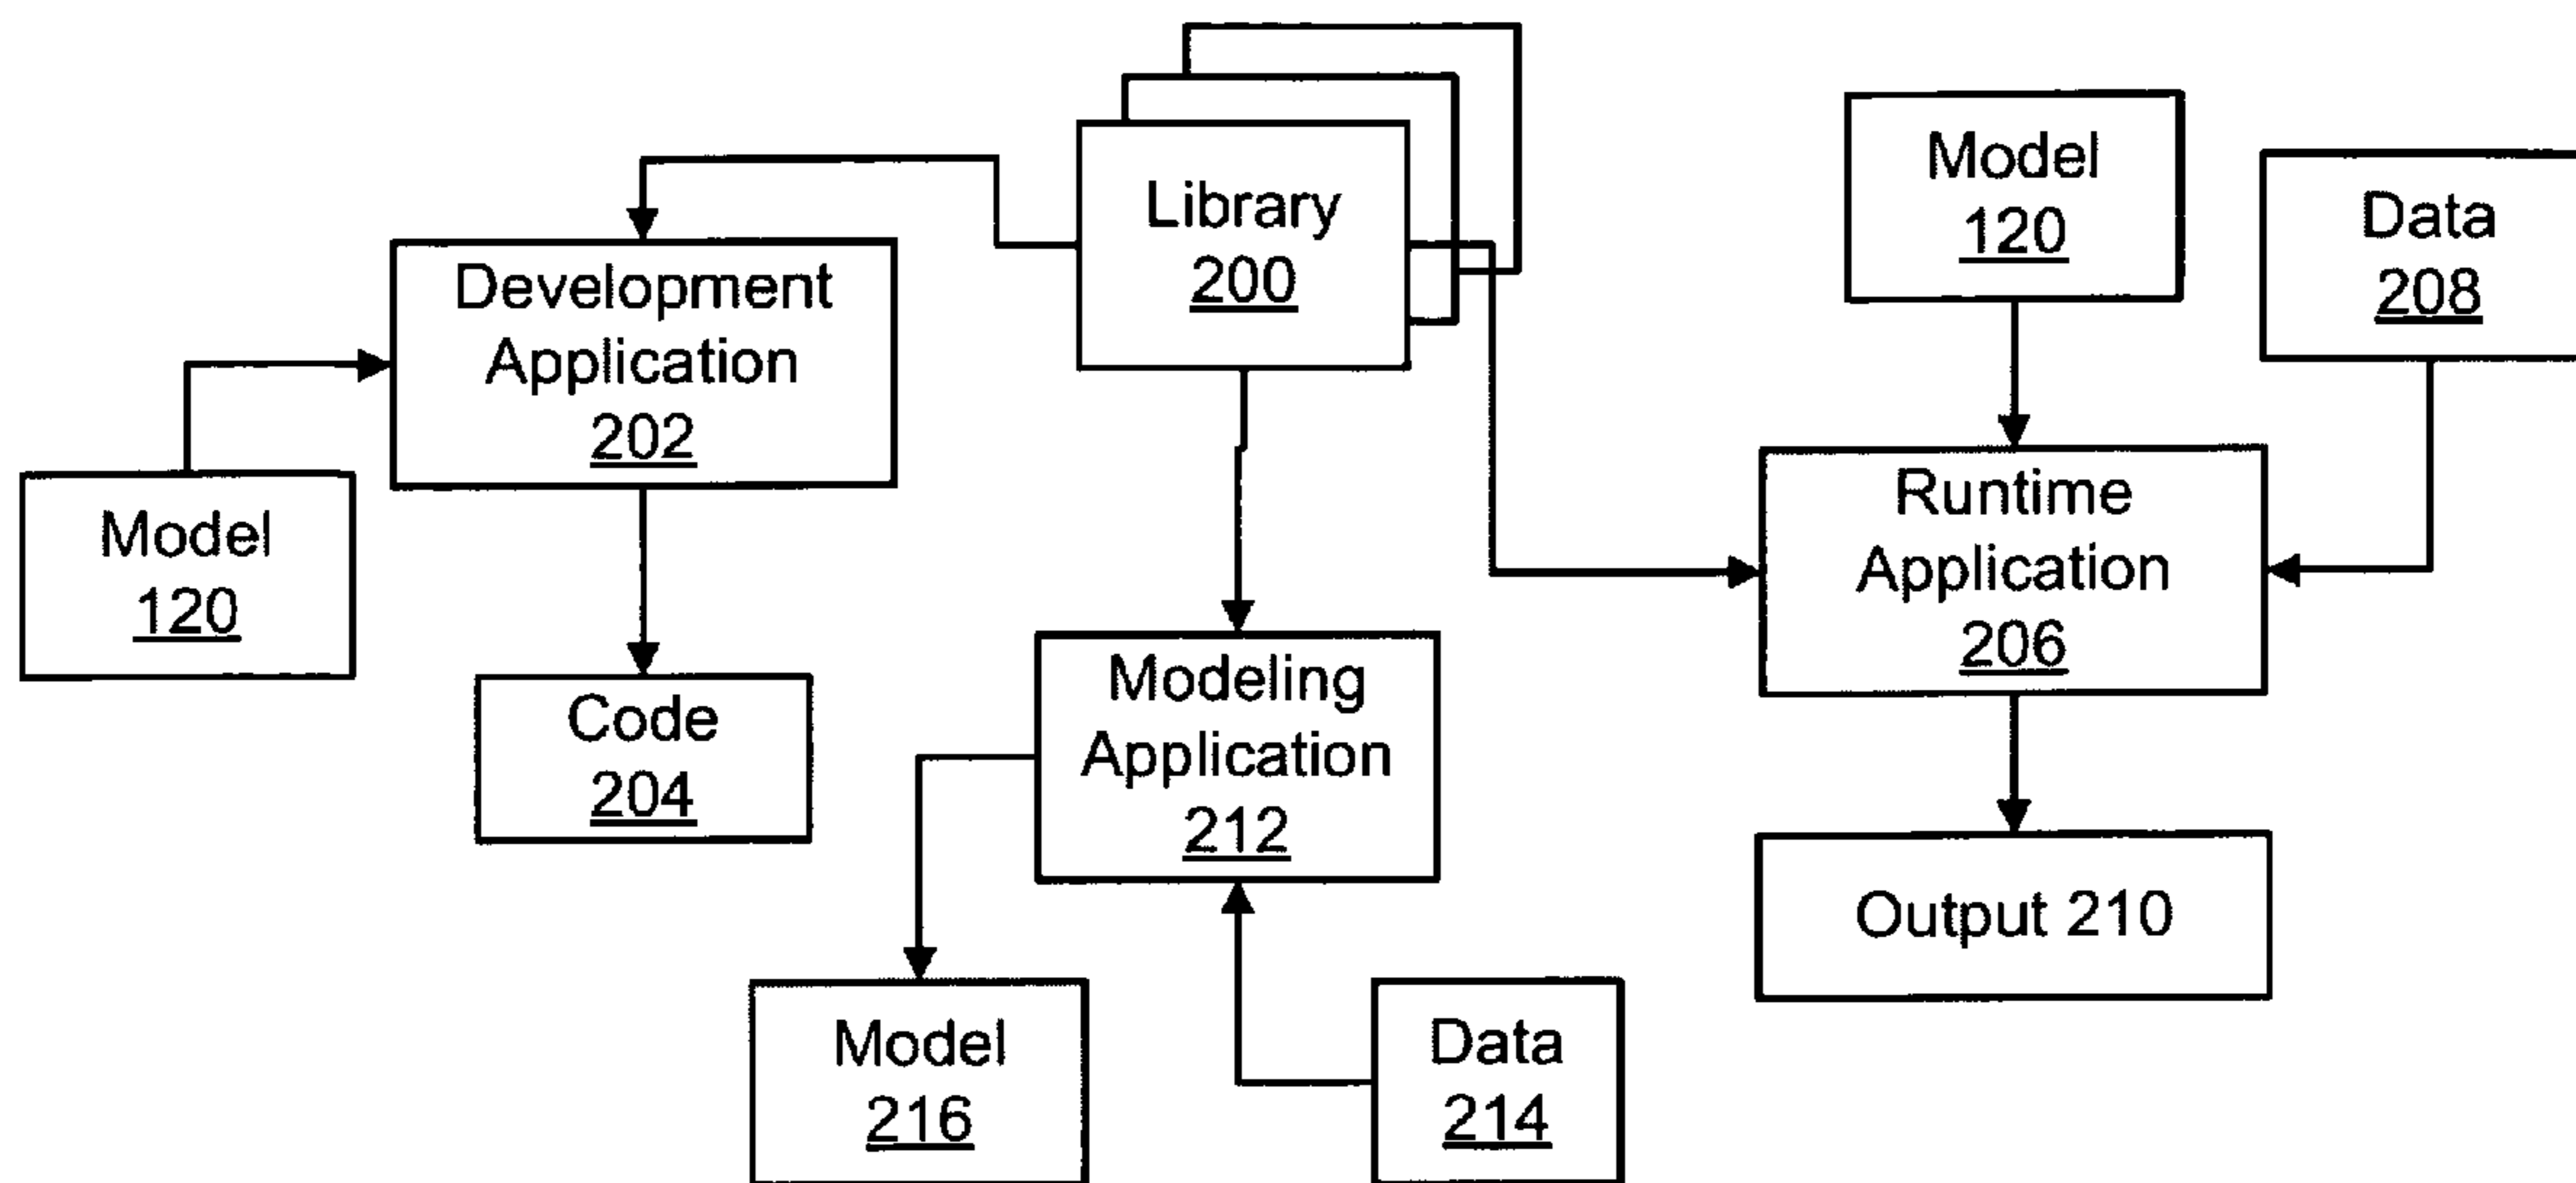 Library
200
Model
120
Data
208
Development
Application
202
Model
120
Runtime
Application
206
Code
204
Modeling
Application
212
Output 210
Model
216
Data
214